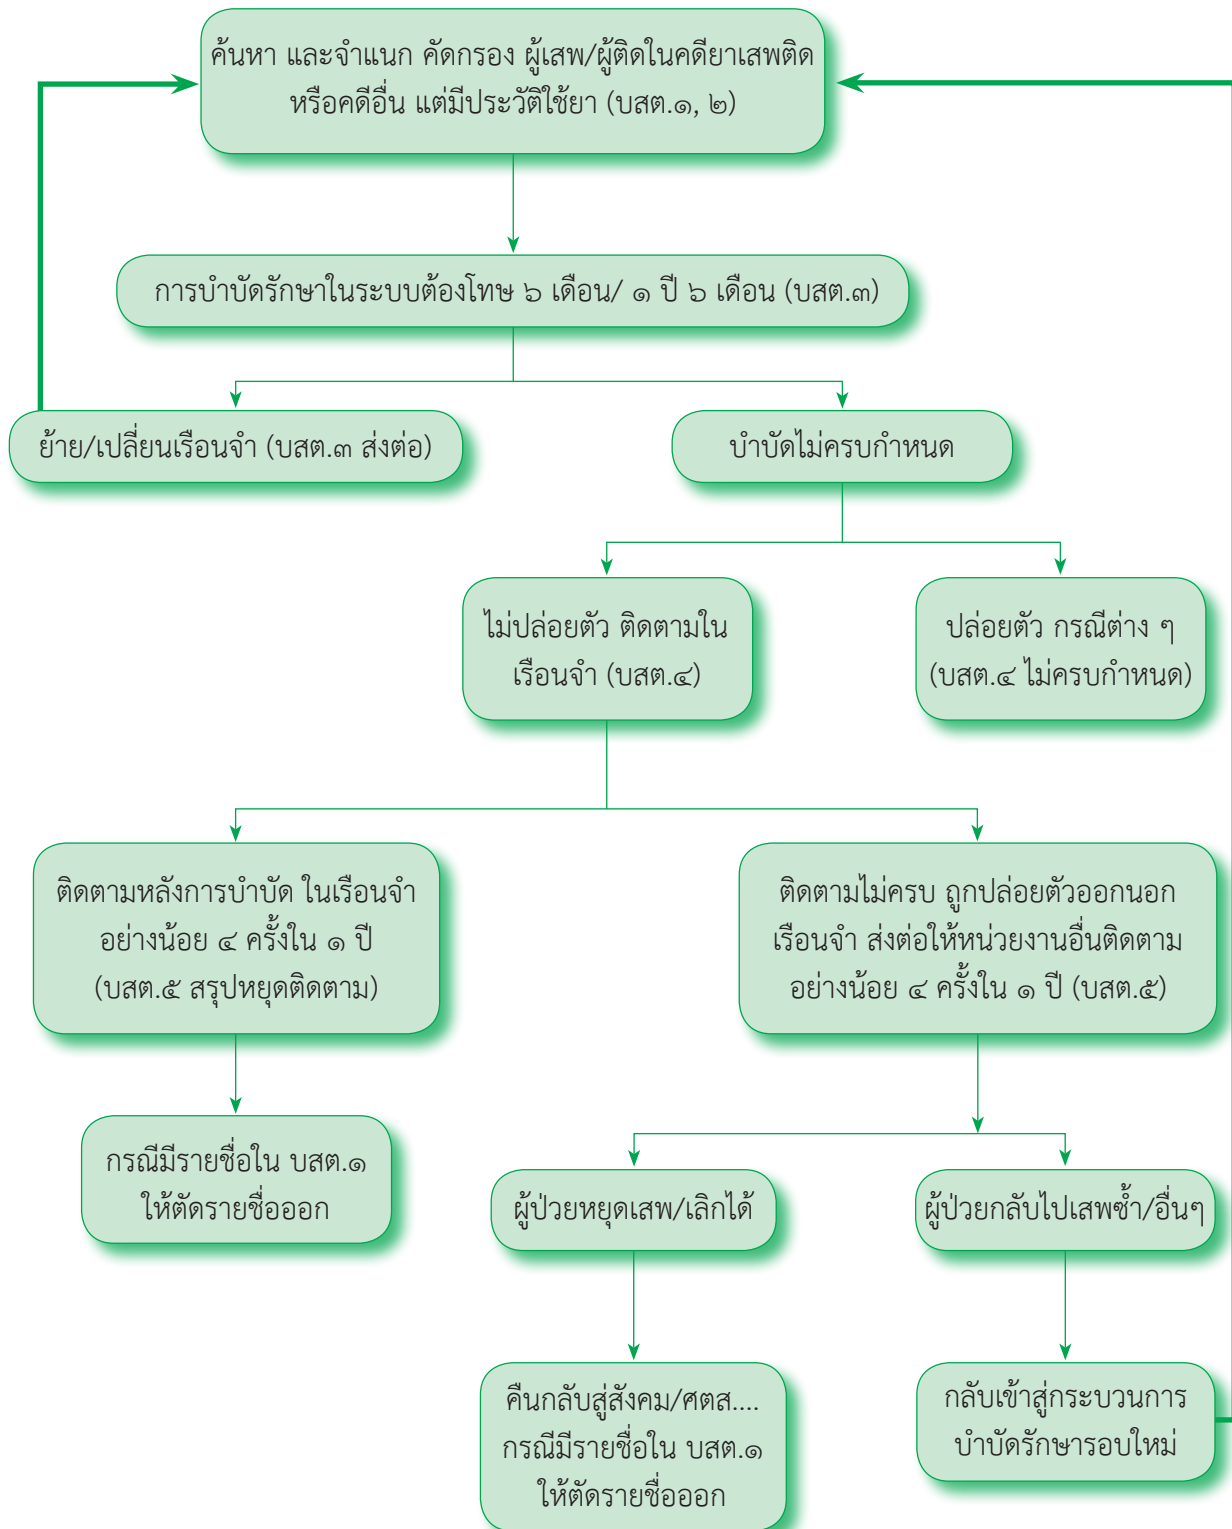 ค้นหา และจำแนก คัดกรอง ผู้เสพ/ผู้ติดในคดียาเสพติด
หรือคดีอื่น แต่มีประวัติใช้ยา (บสต.๑, ๒)
การบำบัดรักษาในระบบต้องโทษ ๖ เดือน/ ๑ ปี ๖ เดือน (บสต.๓)
ย้าย/เปลี่ยนเรือนจำ (บสต.๓ ส่งต่อ)
บำบัดไม่ครบกำหนด
ไม่ปล่อยตัว ติดตามใน
เรือนจำ (บสต.๔)
ปล่อยตัว กรณีต่าง ๆ
(บสต.๔ ไม่ครบกำหนด)
ติดตามหลังการบำบัด ในเรือนจำ
อย่างน้อย ๔ ครั้งใน ๑ ปี
(บสต.๕ สรุปหยุดติดตาม)
ติดตามไม่ครบ ถูกปล่อยตัวออกนอก
เรือนจำ ส่งต่อให้หน่วยงานอื่นติดตาม
อย่างน้อย ๔ ครั้งใน ๑ ปี (บสต.๕)
กรณีมีรายชื่อใน บสต.๑
ให้ตัดรายชื่อออก
ผู้ป่วยหยุดเสพ/เลิกได้
ผู้ป่วยกลับไปเสพซ้ำ/อื่นๆ
คืนกลับสู่สังคม/ศตส....
กรณีมีรายชื่อใน บสต.๑
ให้ตัดรายชื่อออก
กลับเข้าสู่กระบวนการ
บำบัดรักษารอบใหม่